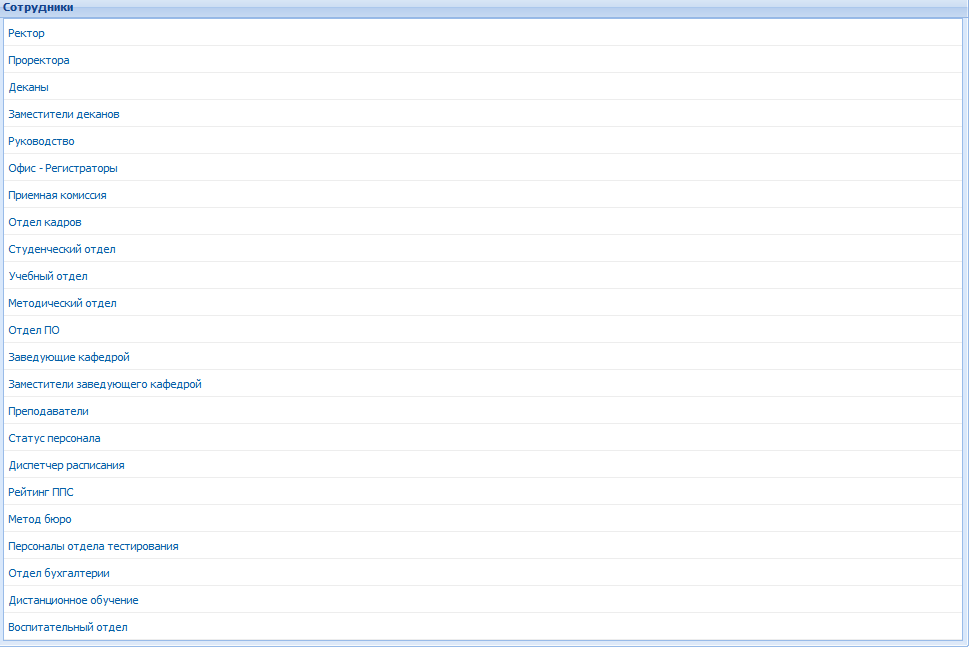 Сотрудники
Ректор
Проректора
Деканы
Заместители деканов
Руководство
Офис - Регистраторы
Приемная комиссия
Отдел кадров
Студенческий отдел
Учебный отдел
Методический отдел
Отдел ПО
Заведующие кафедрой
Заместители заведующего кафедрой
Преподаватели
Статус персонала
Диспетчер расписания
Рейтинг ППС
Метод бюро
Персоналы отдела тестирования
Отдел бухгалтерии
Дистанционное обучение
Воспитательный отдел